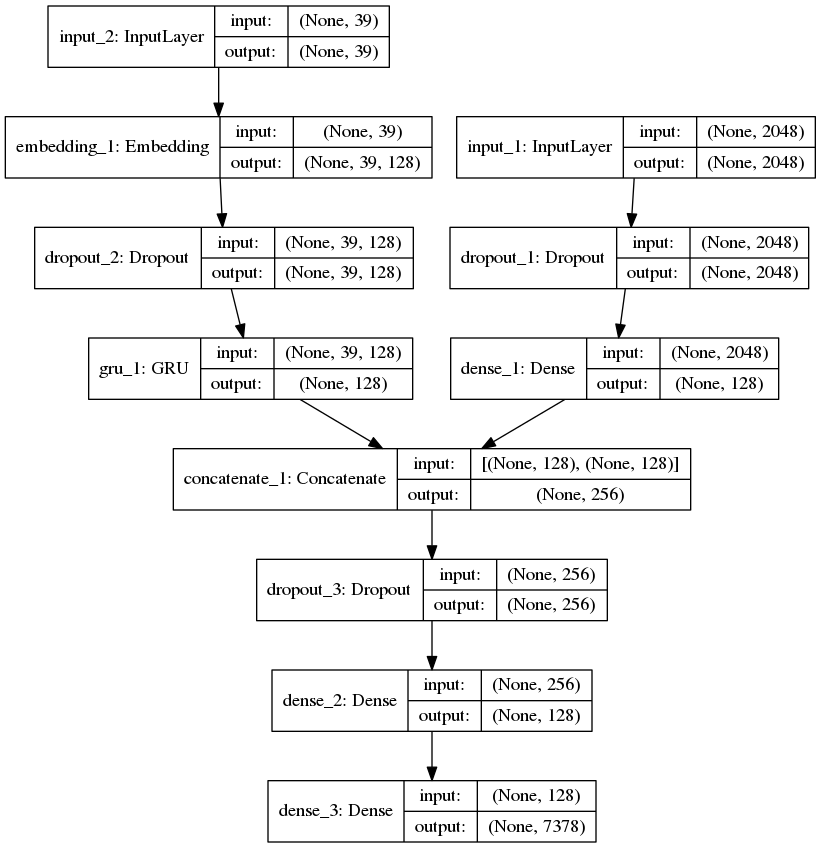 input_2: InputLayer
input: (None, 39)
output: (None, 39)
embedding_1: Embedding
input: (None, 39)
output: (None, 39, 128)
input_1: InputLayer
input: (None, 2048)
output: (None, 2048)
dropout_2: Dropout
input: (None, 39, 128)
output: (None, 39, 128)
dropout_1: Dropout
input: (None, 2048)
output: (None, 2048)
gru_1: GRU
input: (None, 39, 128)
output: (None, 128)
dense_1: Dense
input: (None, 2048)
output: (None, 128)
concatenate_1: Concatenate
input: [(None, 128), (None, 128)]
output: (None, 256)
dropout_3: Dropout
input: (None, 256)
output: (None, 256)
dense_2: Dense
input: (None, 256)
output: (None, 128)
dense_3: Dense
input: (None, 128)
output: (None, 7378)